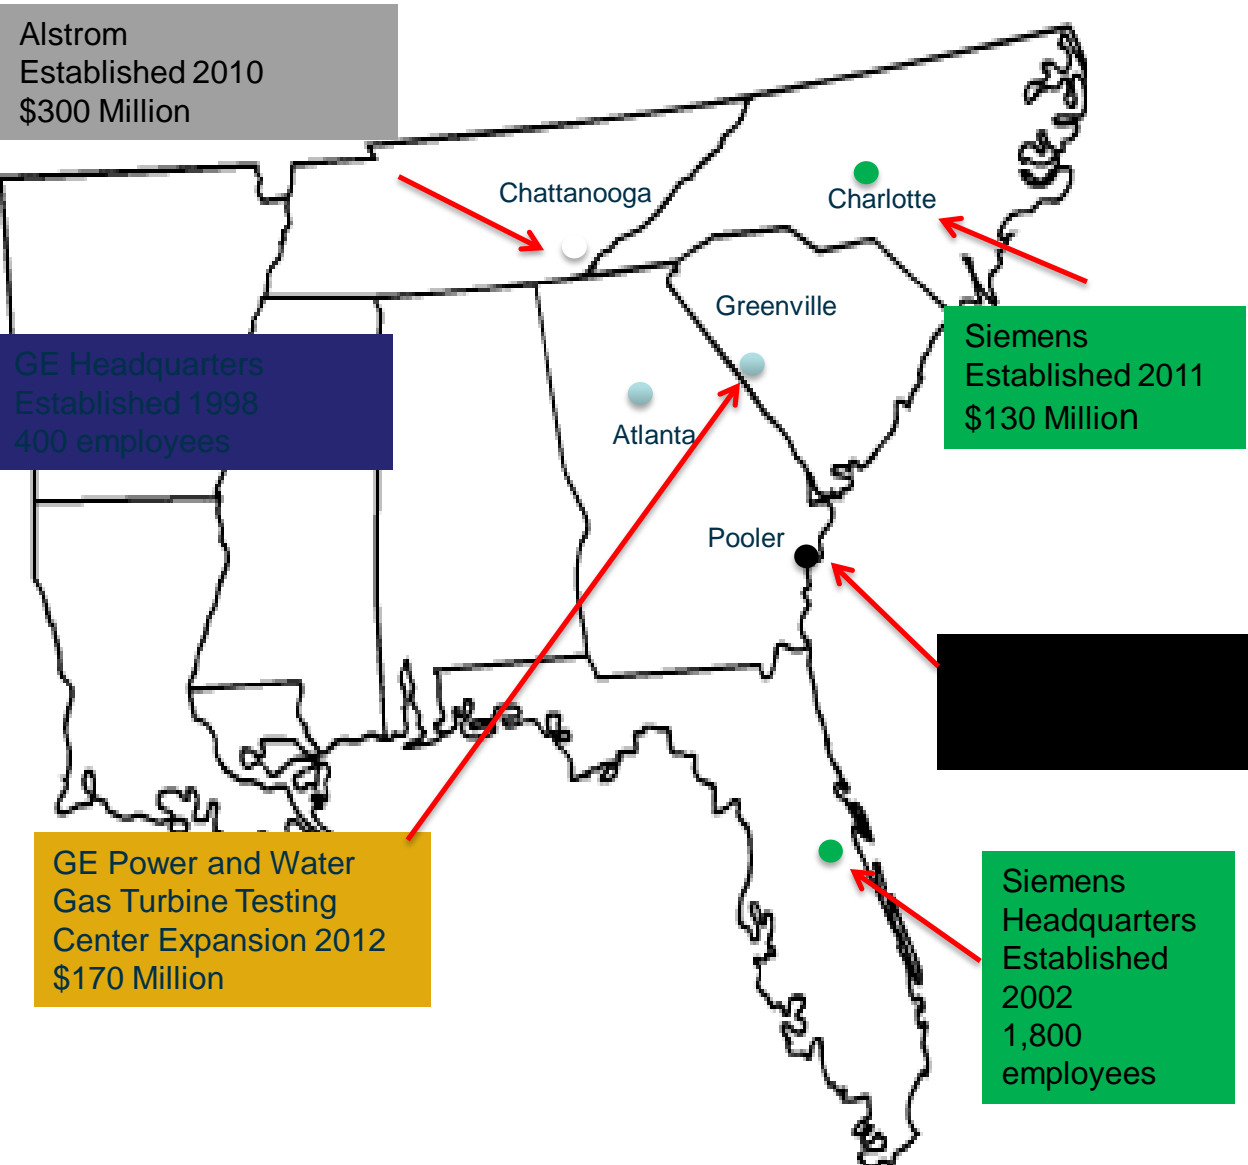 Alstrom
Established 2010
$300 Million
Chattanooga
Charlotte
Greenville
Siemens
Established 2011
$130 Million
GE Headquarters
Established 1998
400 employees
Atlanta
Pooler
GE Power and Water
Gas Turbine Testing
Center Expansion 2012
$170 Million
Siemens
Headquarters
Established
2002
1,800
employees